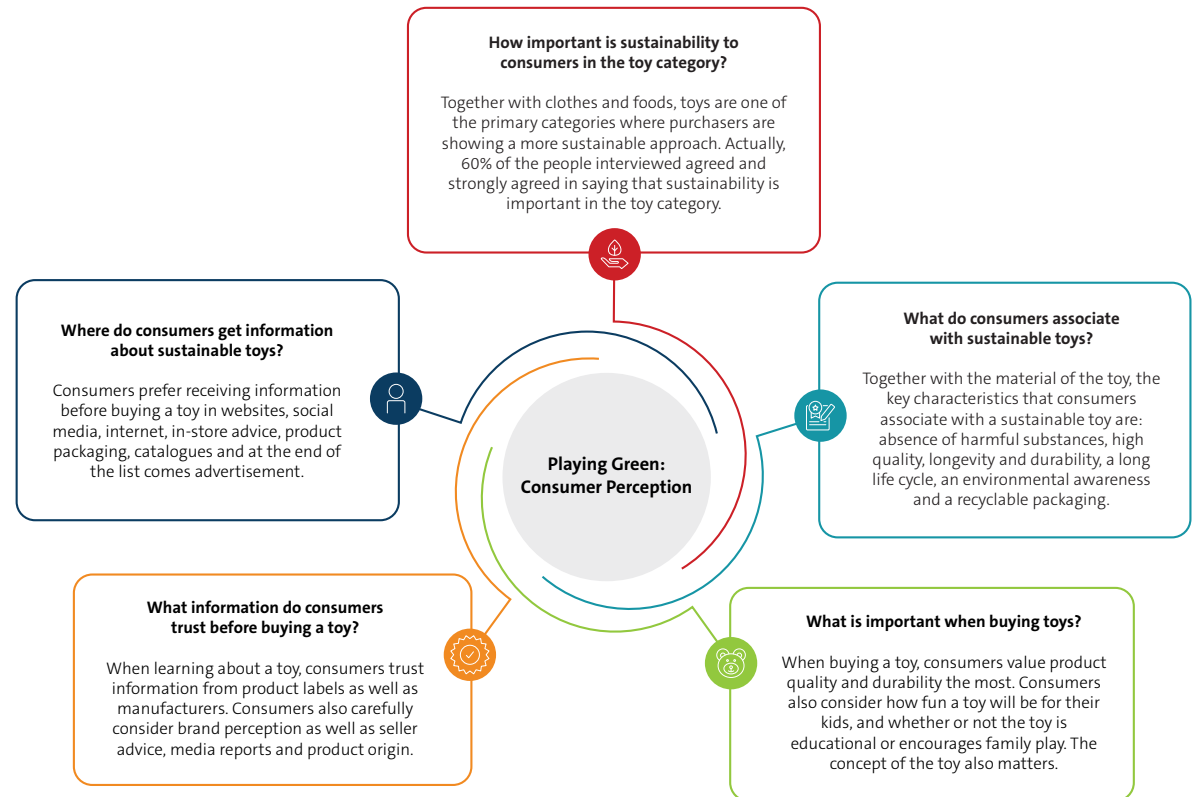 How important is sustainability to
consumers in the toy category?
Together with clothes and foods, toys are one of
the primary categories where purchasers are
showing a more sustainable approach. Actually,
60% of the people interviewed agreed and
strongly agreed in saying that sustainability is
important in the toy category.
Where do consumers get information
about sustainable toys?
Consumers prefer receiving information
before buying a toy in websites, social
media, internet, in-store advice, product
packaging, catalogues and at the end of
the list comes advertisement.
What do consumers associate
with sustainable toys?
Together with the material of the toy, the
key characteristics that consumers
associate with a sustainable toy are:
absence of harmful substances, high
quality, longevity and durability, a long
life cycle, an environmental awareness
and a recyclable packaging.
Playing Green:
Consumer Perception
What information do consumers
trust before buying a toy?
When learning about a toy, consumers trust
information from product labels as well as
manufacturers. Consumers also carefully
consider brand perception as well as seller
advice, media reports and product origin.
What is important when buying toys?
When buying a toy, consumers value product
quality and durability the most. Consumers
also consider how fun a toy will be for their
kids, and whether or not the toy is
educational or encourages family play. The
concept of the toy also matters.